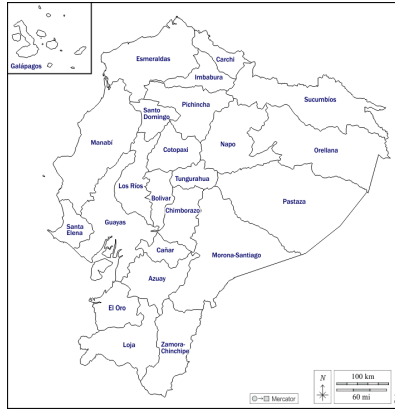 Galápagos
Esmeraldas
Carchi
Imbabura
Sucumbíos
Pichincha
Santo
Domingo
Manabí
Cotopaxi
Napo
Orellana
Los Ríos
Tungurahua
Bolívar
Pastaza
Chimborazo
Santa
Elena
Guayas
Cañar
Morona-Santiago
Azuay
El Oro
Loja
Zamora-
Chinchipe
N
100 km
60 mi
Mercator